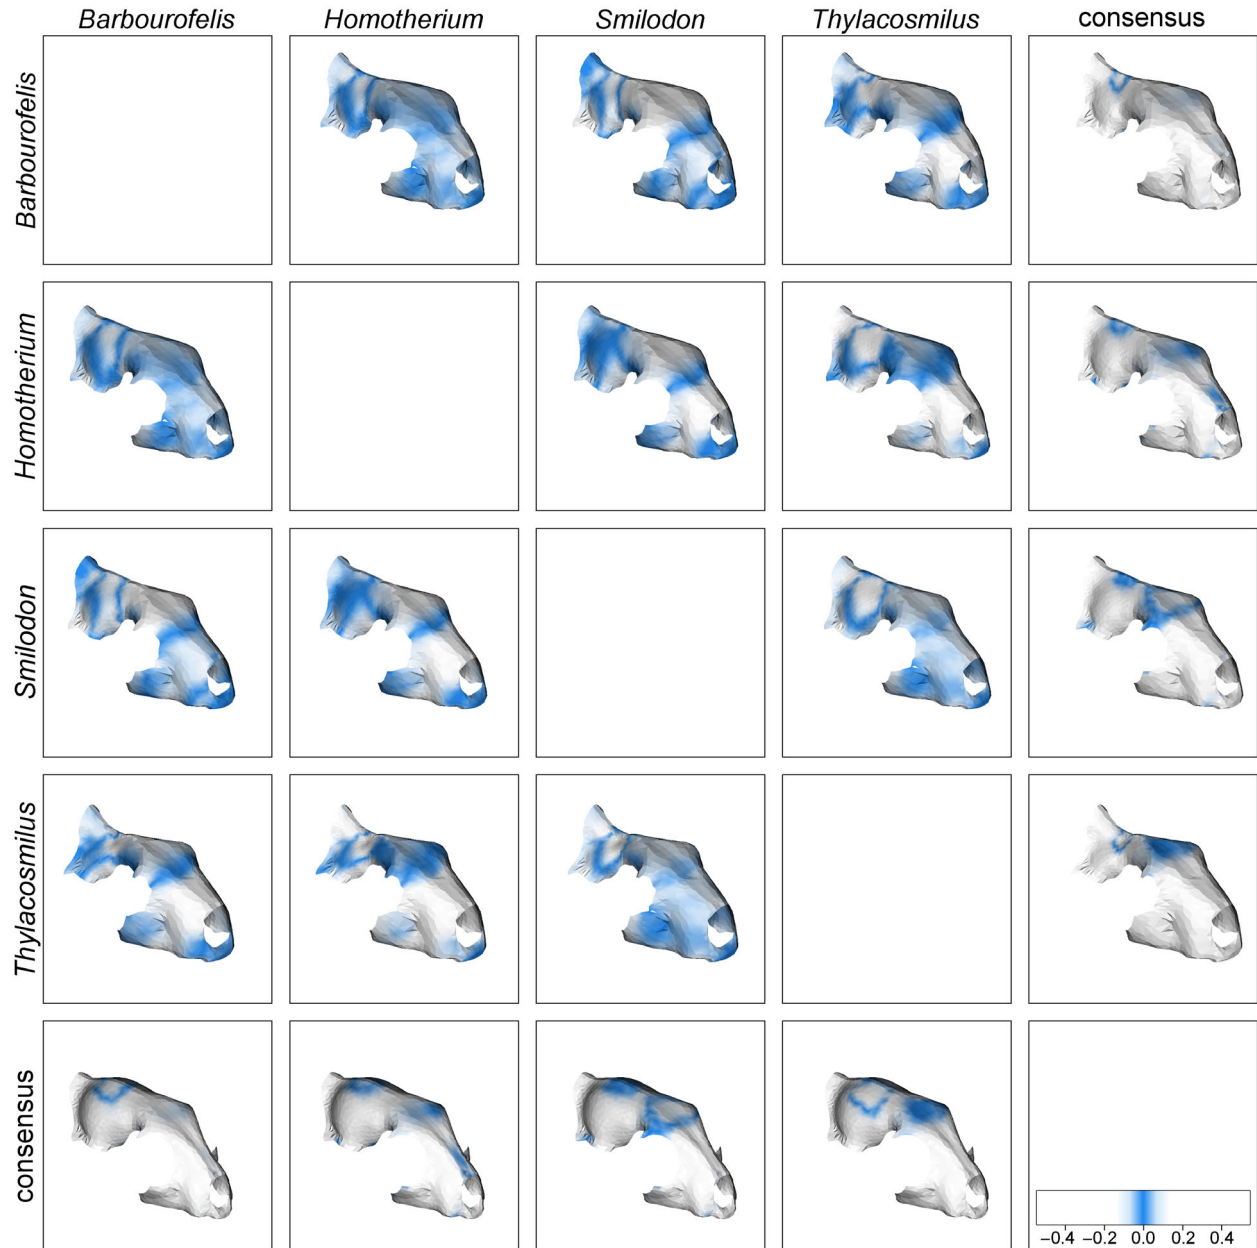 Barbourofelis Homotherium Smilodon Thylacosmilus consensus
Barbourofelis
Homotherium
Smilodon
Thylacosmilus
consensus
−0.4 −0.2 0 0.2 0.4